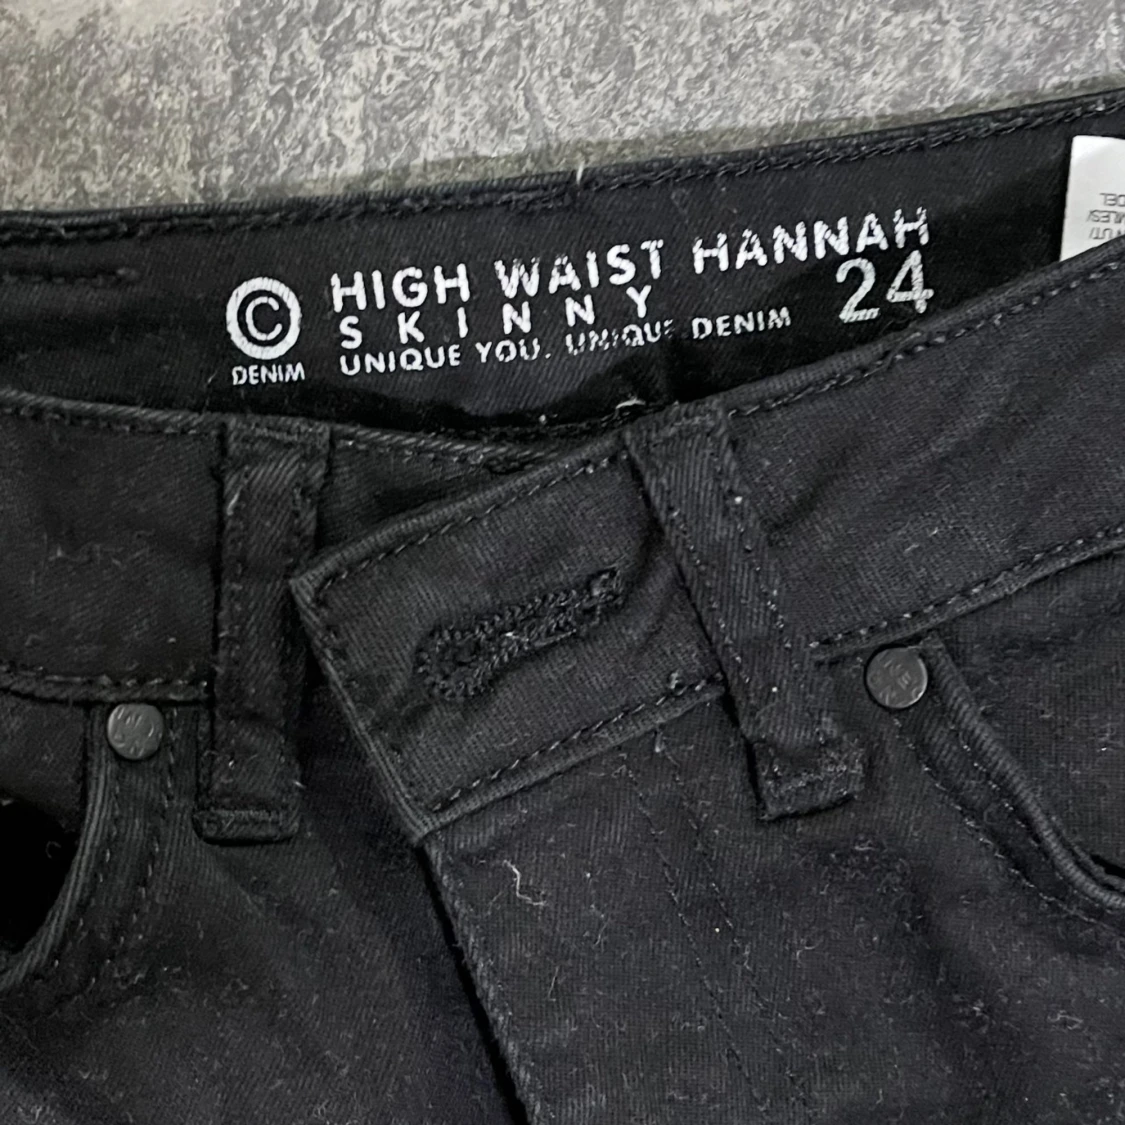 ©
DENIM
HIGH WAIST HANNAH
SKINNY
24
UNIQUE YOU. UNIQUE DENIM